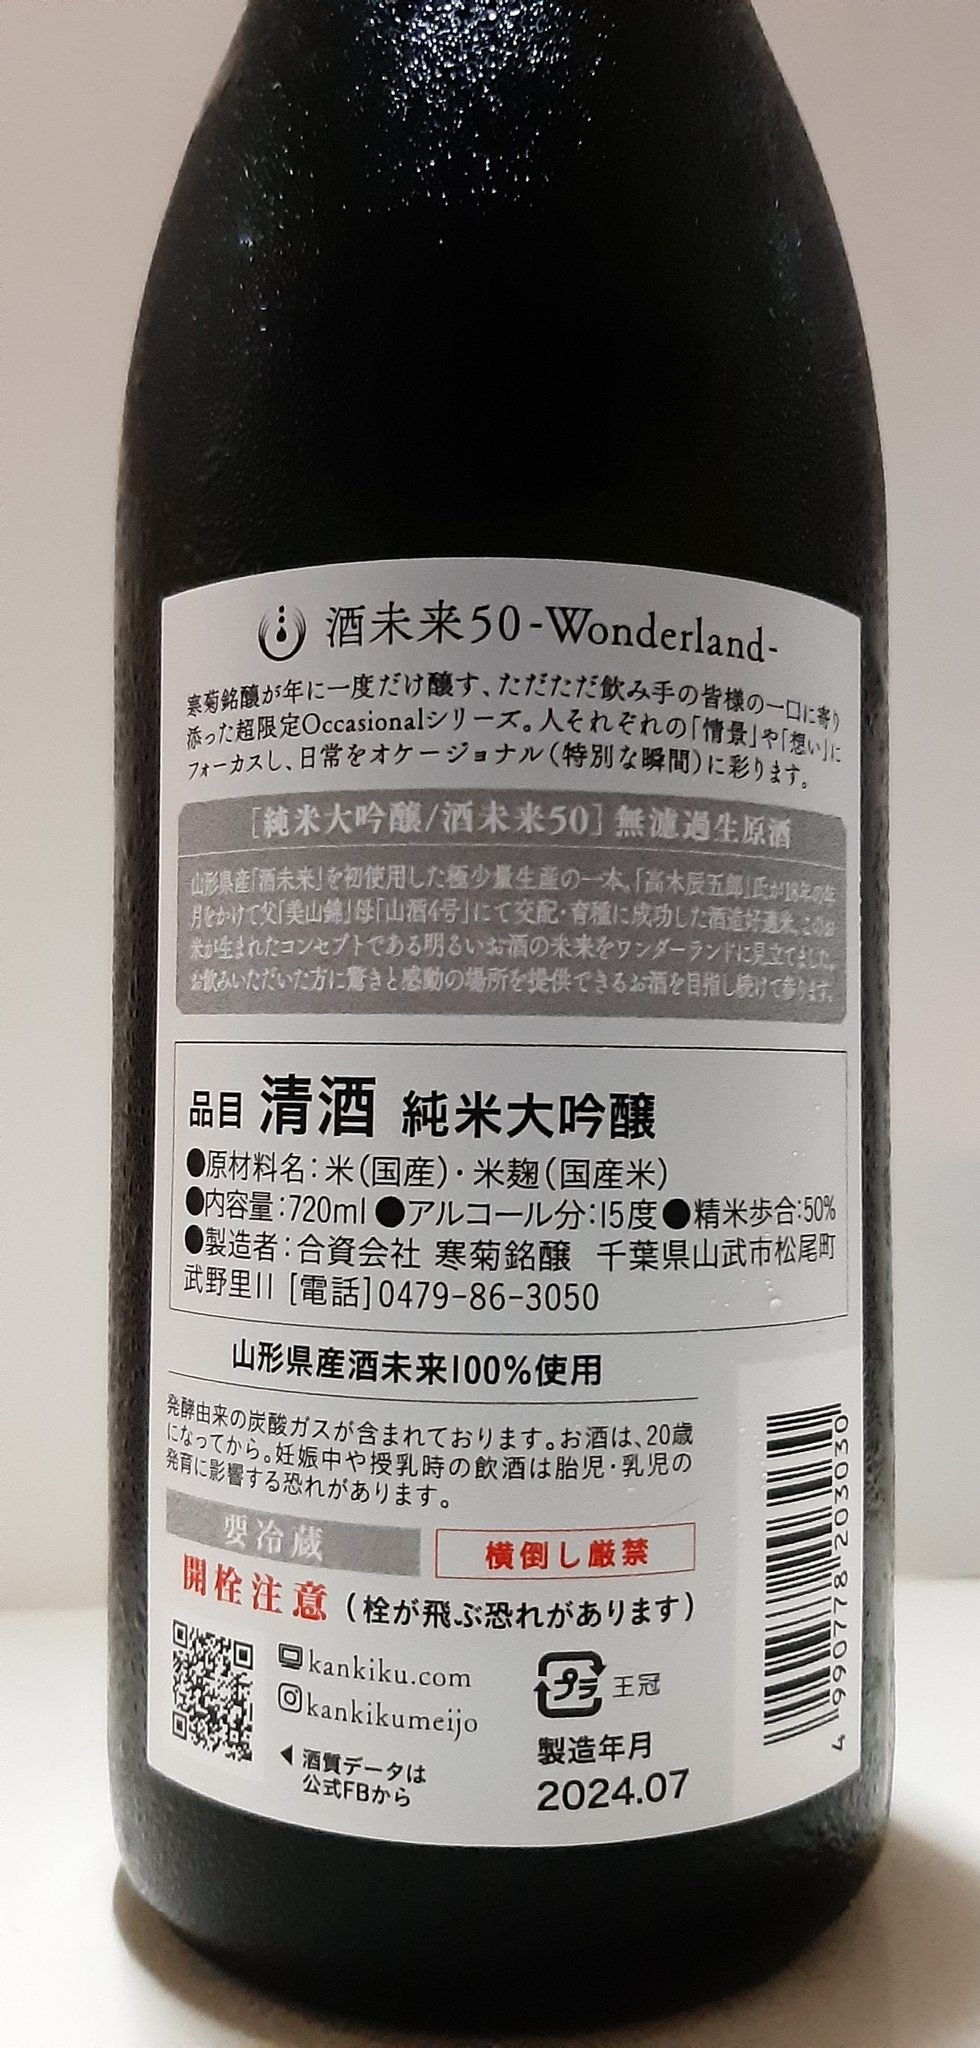 酒未来50-Wonderland-
寒菊銘醸が年に一度だけ醸す、ただただ飲み手の皆様の一口に寄り
添った超限定Occasionalシリーズ。人それぞれの「情景」や「想い」に
フォーカスし、日常をオケージョナル(特別な瞬間)に彩ります。
[純米大吟醸/酒未来50]無濾過生原酒
山形県産「酒未来」を初使用した極少量生産の一本。「高木辰五郎」氏が18年の年
月をかけて父「美山錦」母「山酒4号」にて交配・育種に成功した酒造好適米。このお
米が生まれたコンセプトである明るいお酒の未来をワンダーランドに見立てました。
お飲みいただいた方に驚きと感動の場所を提供できるお酒を目指し続けて参ります。
品目 清酒 純米大吟醸
●原材料名:米(国産)・米麹(国産米)
●内容量:720ml ●アルコール分:15度 ●精米歩合:50%
●製造者:合資会社 寒菊銘醸 千葉県山武市松尾町
武野里11 [電話]0479-86-3050
山形県産酒未来100%使用
発酵由来の炭酸ガスが含まれております。お酒は、20歳
になってから。妊娠中や授乳時の飲酒は胎児・乳児の
発育に影響する恐れがあります。
要冷蔵 横倒し厳禁
開栓注意(栓が飛ぶ恐れがあります)
kankiku.com
kankikumeijo
◀酒質データは
公式FBから
プラ 王冠
製造年月
2024.07
4990778203030